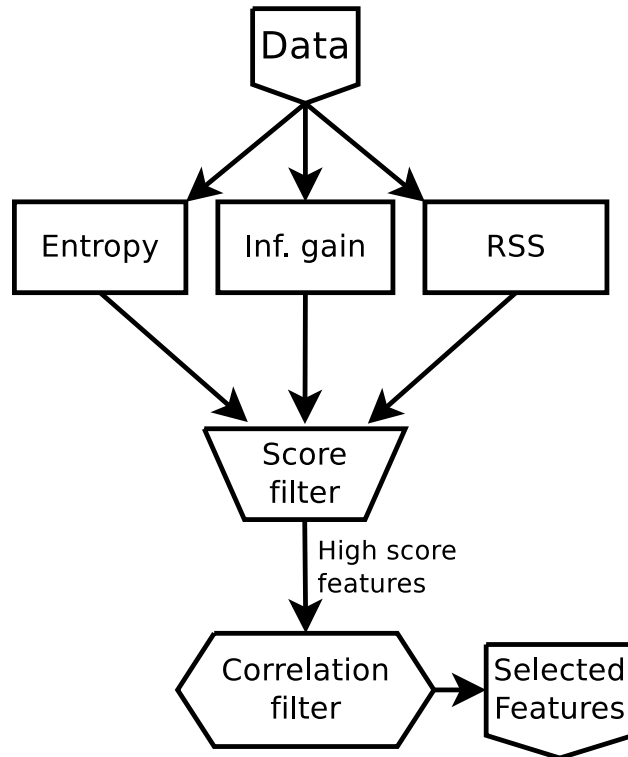 Data
Entropy
Inf. gain
RSS
Score
filter
High score
features
Correlation
filter
Selected
Features